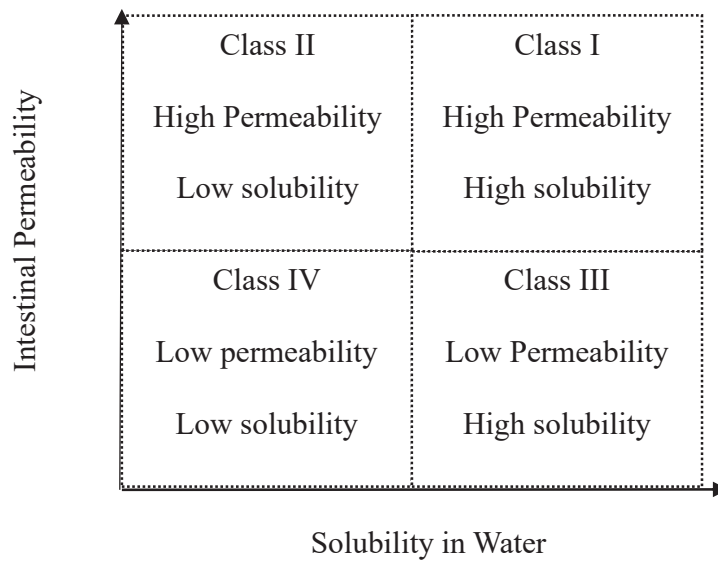 Intestinal Permeability
Class II
High Permeability
Low solubility
Class I
High Permeability
High solubility
Class IV
Low permeability
Low solubility
Class III
Low Permeability
High solubility
Solubility in Water